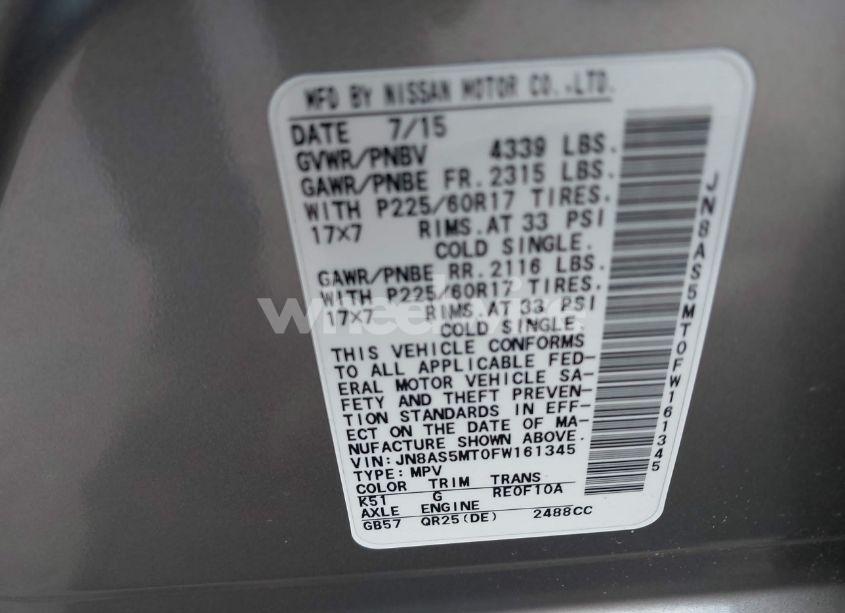 MFD BY NISSAN MOTOR CO.,LTD.
DATE 7/15
GVWR/PNBV 4339 LBS.
GAWR/PNBE FR. 2315 LBS.
WITH P225/60R17 TIRES.
17×7 RIMS. AT 33 PSI
COLD SINGLE.
GAWR/PNBE RR. 2116 LBS.
WITH P225/60R17 TIRES.
17×7 RIMS. AT 33 PSI
COLD SINGLE.
THIS VEHICLE CONFORMS
TO ALL APPLICABLE FED-
ERAL MOTOR VEHICLE SA-
FETY AND THEFT PREVEN-
TION STANDARDS IN EFF-
ECT ON THE DATE OF MA-
NUFACTURE SHOWN ABOVE.
VIN: JN8AS5MT0FW161345
TYPE: MPV
COLOR TRIM TRANS
K51 G RE0F10A
AXLE ENGINE
GB57 QR25(DE) 2488CC
JN8AS5MT0FW161345